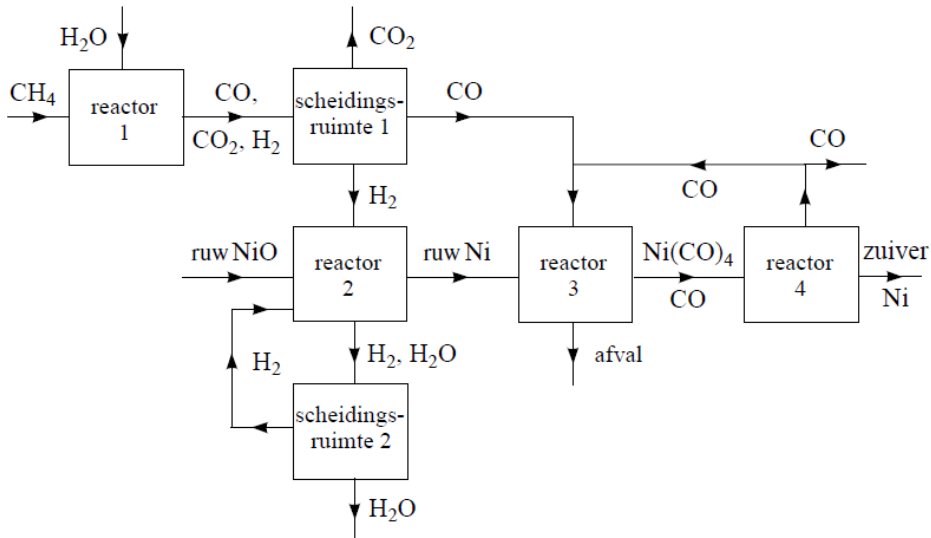 H₂O
CO₂
CH₄
reactor
1
CO,
CO₂, H₂
scheidings-
ruimte 1
CO
CO
CO
H₂
ruw NiO
reactor
2
ruw Ni
reactor
3
Ni(CO)₄
CO
reactor
4
zuiver
Ni
H₂
H₂, H₂O
afval
scheidings-
ruimte 2
H₂O